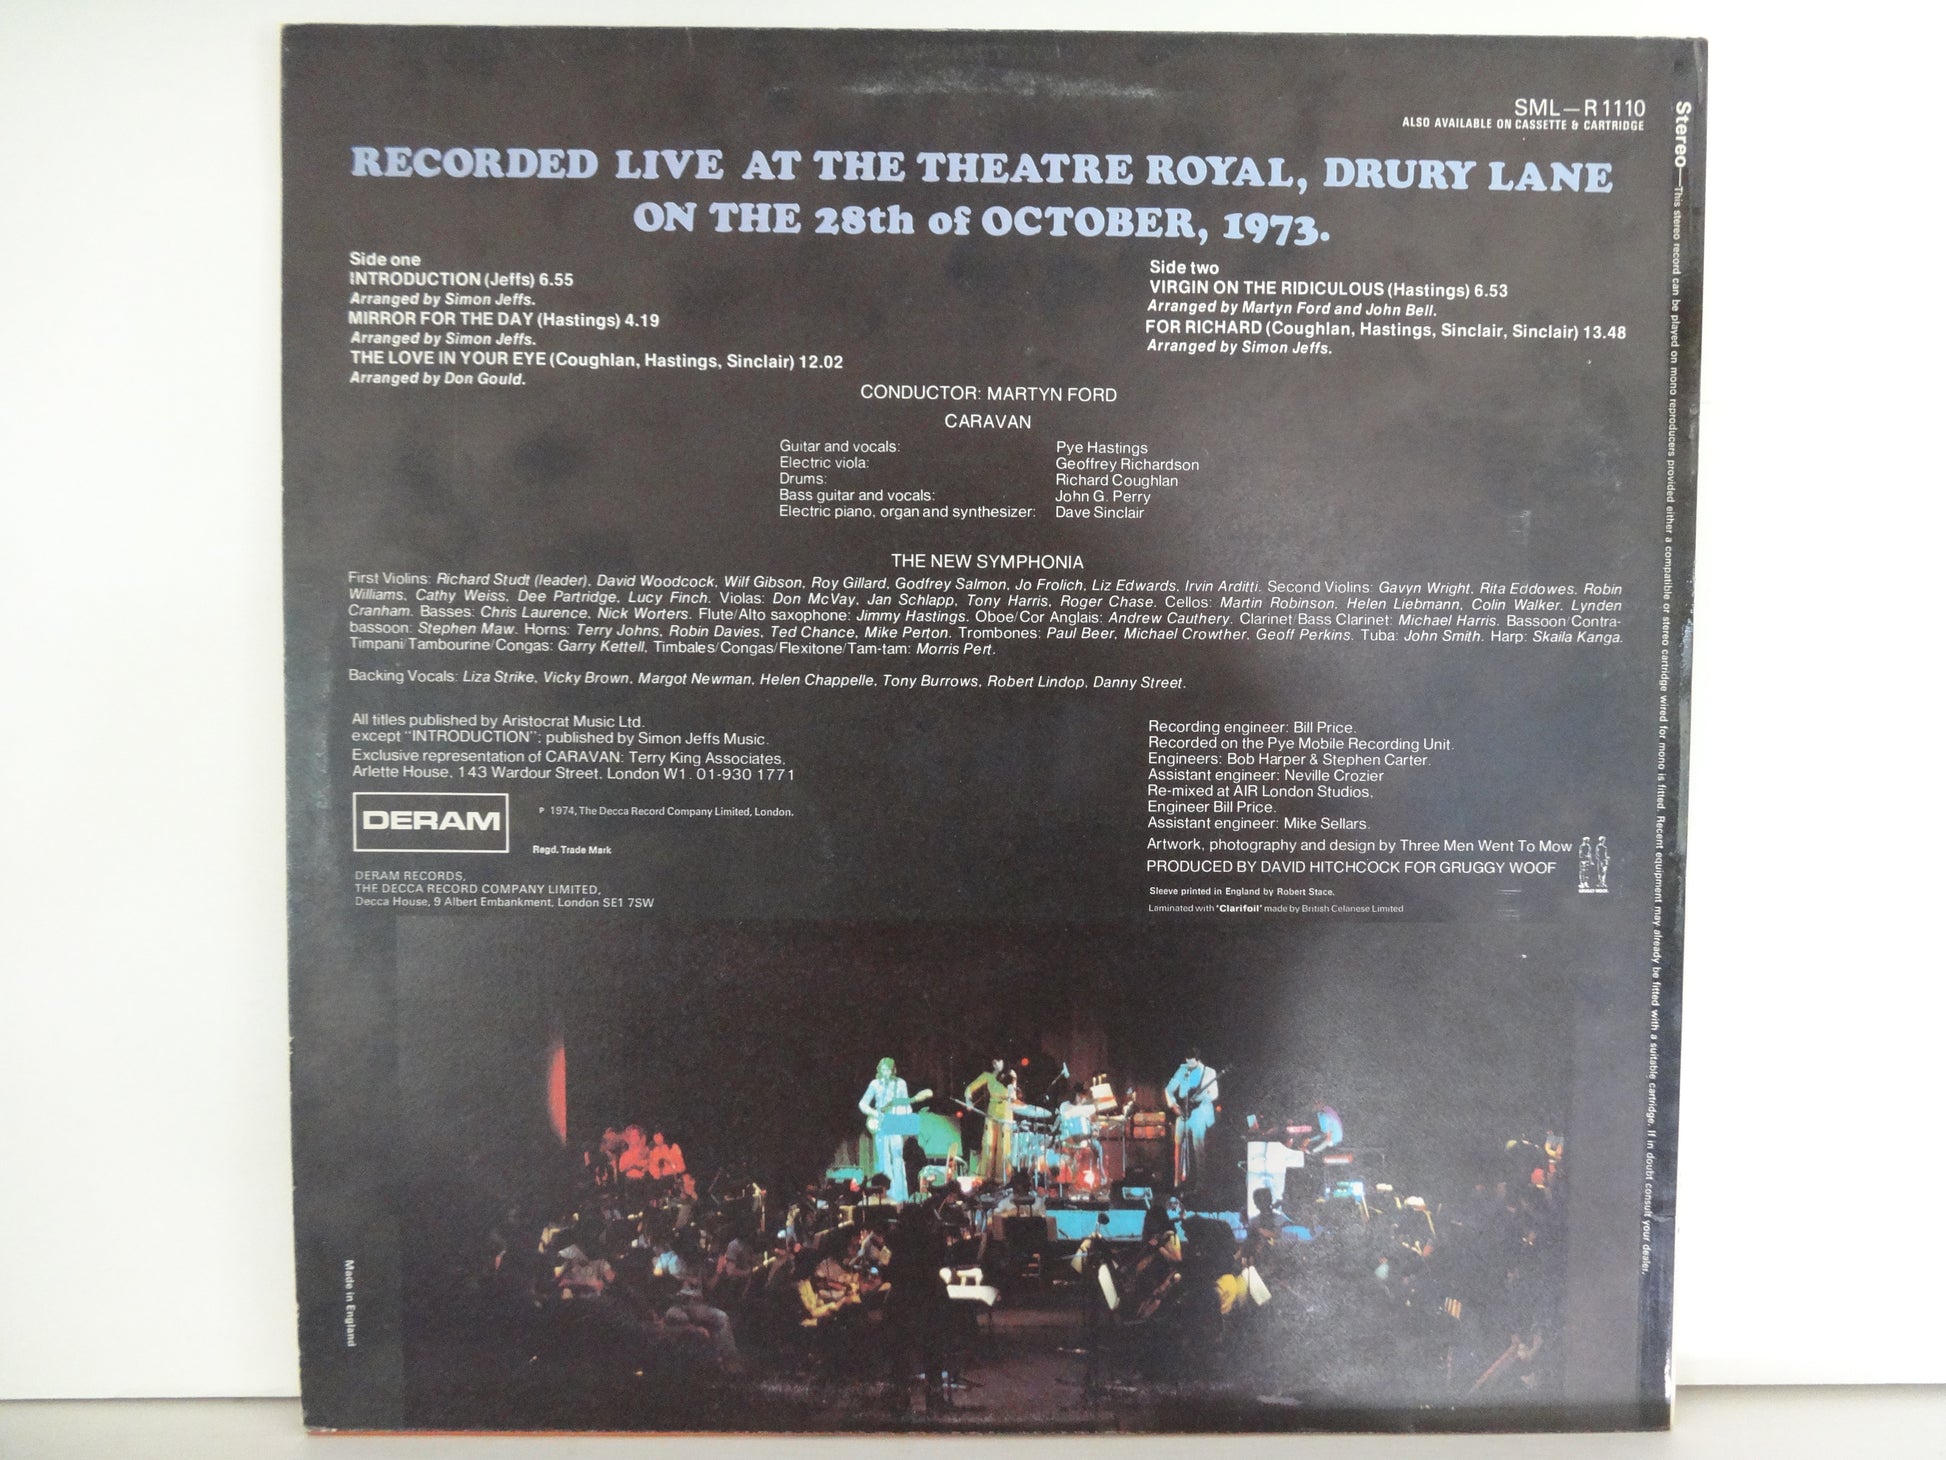 SML—R 1110
ALSO AVAILABLE ON CASSETTE & CARTRIDGE
RECORDED LIVE AT THE THEATRE ROYAL, DRURY LANE
ON THE 28th of OCTOBER, 1973.
Side one
INTRODUCTION (Jeffs) 6.55
Arranged by Simon Jeffs.
MIRROR FOR THE DAY (Hastings) 4.19
Arranged by Simon Jeffs.
THE LOVE IN YOUR EYE (Coughlan, Hastings, Sinclair) 12.02
Arranged by Don Gould.
Side two
VIRGIN ON THE RIDICULOUS (Hastings) 6.53
Arranged by Martyn Ford and John Bell.
FOR RICHARD (Coughlan, Hastings, Sinclair, Sinclair) 13.48
Arranged by Simon Jeffs.
CONDUCTOR: MARTYN FORD
CARAVAN
Guitar and vocals: Pye Hastings
Electric viola: Geoffrey Richardson
Drums: Richard Coughlan
Bass guitar and vocals: John G. Perry
Electric piano, organ and synthesizer: Dave Sinclair
THE NEW SYMPHONIA
First Violins: Richard Studt (leader), David Woodcock, Wilf Gibson, Roy Gillard, Godfrey Salmon, Jo Frolich, Liz Edwards, Irvin Arditti. Second Violins: Gavyn Wright, Rita Eddowes, Robin
Williams, Cathy Weiss, Dee Partridge, Lucy Finch. Violas: Don McVay, Jan Schlapp, Tony Harris, Roger Chase. Cellos: Martin Robinson, Helen Liebmann, Colin Walker, Lynden
Cranham. Basses: Chris Laurence, Nick Worters. Flute/Alto saxophone: Jimmy Hastings. Oboe/Cor Anglais: Andrew Cauthery. Clarinet/Bass Clarinet: Michael Harris. Bassoon/Contra-
bassoon: Stephen Maw. Horns: Terry Johns, Robin Davies, Ted Chance, Mike Perton. Trombones: Paul Beer, Michael Crowther, Geoff Perkins. Tuba: John Smith. Harp: Skaila Kanga.
Timpani/Tambourine/Congas: Garry Kettell, Timbales/Congas/Flexitone/Tam-tam: Morris Pert.
Backing Vocals: Liza Strike, Vicky Brown, Margot Newman, Helen Chappelle, Tony Burrows, Robert Lindop, Danny Street.
All titles published by Aristocrat Music Ltd.
except "INTRODUCTION": published by Simon Jeffs Music.
Exclusive representation of CARAVAN: Terry King Associates,
Arlette House, 143 Wardour Street, London W1. 01-930 1771
DERAM
P 1974, The Decca Record Company Limited, London.
Regd. Trade Mark
DERAM RECORDS,
THE DECCA RECORD COMPANY LIMITED,
Decca House, 9 Albert Embankment, London SE1 7SW
Recording engineer: Bill Price.
Recorded on the Pye Mobile Recording Unit.
Engineers: Bob Harper & Stephen Carter.
Assistant engineer: Neville Crozier
Re-mixed at AIR London Studios.
Engineer Bill Price.
Assistant engineer: Mike Sellars.
Artwork, photography and design by Three Men Went To Mow
PRODUCED BY DAVID HITCHCOCK FOR GRUGGY WOOF
GRUGGY WOOF
Sleeve printed in England by Robert Stace.
Laminated with 'Clarifoil' made by British Celanese Limited
Made in England
Stereo—This stereo record can be played on mono reproducers provided either a compatible or stereo cartridge wired for mono is fitted. Recent equipment may already be fitted with a suitable cartridge. If in doubt consult your dealer.